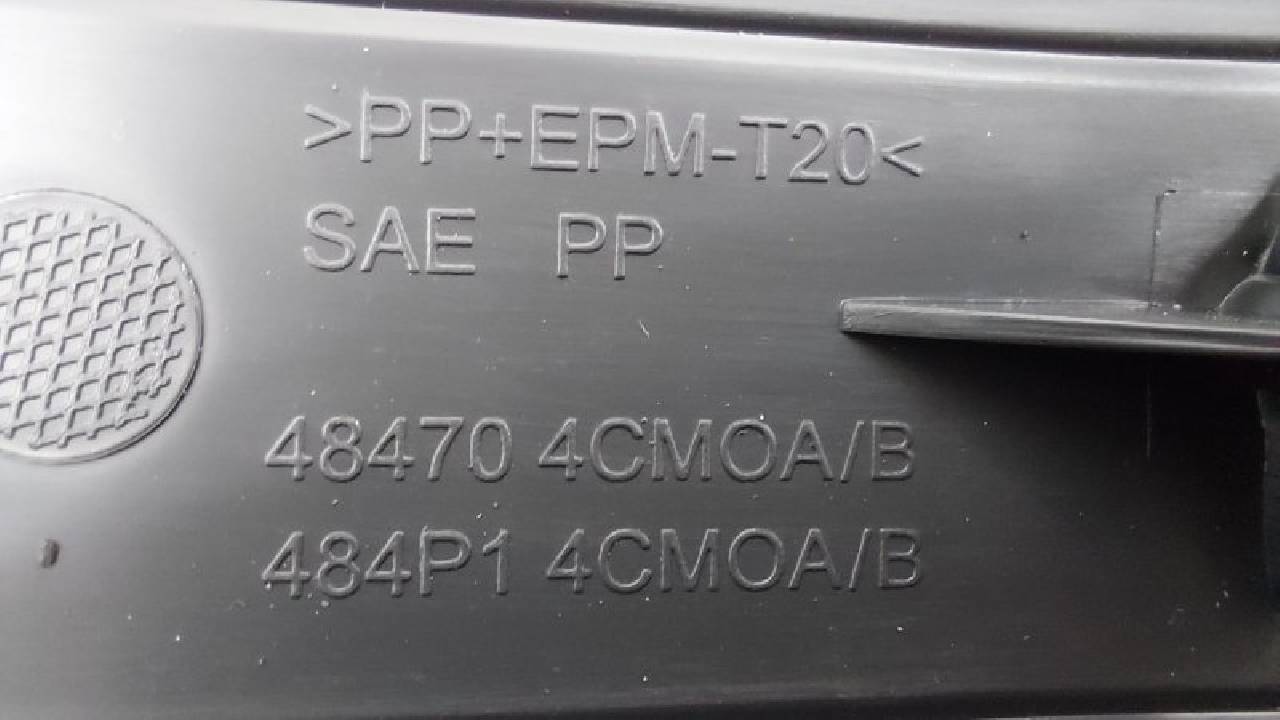 >PP+EPM-T20<
SAE PP
48470 4CMOA/B
484P1 4CMOA/B